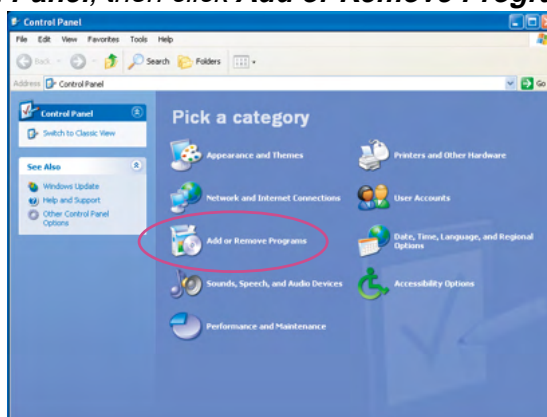 Panel, then click Add or Remove Progr
Control Panel
File Edit View Favorites Tools Help
Back Search Folders
Address Control Panel Go
Control Panel
Switch to Classic View
See Also
Windows Update
Help and Support
Other Control Panel
Options
Pick a category
Appearance and Themes
Printers and Other Hardware
Network and Internet Connections
User Accounts
Add or Remove Programs
Date, Time, Language, and Regional
Options
Sounds, Speech, and Audio Devices
Accessibility Options
Performance and Maintenance